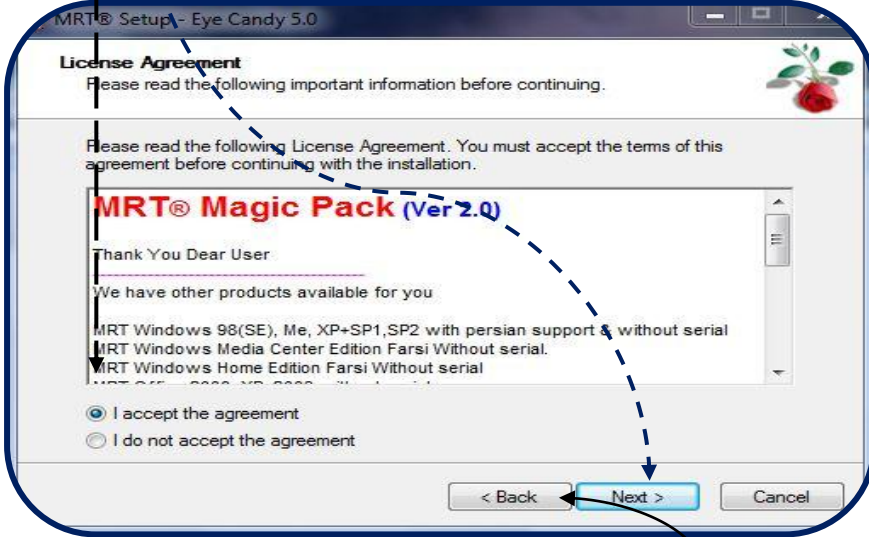 MRT® Setup - Eye Candy 5.0
License Agreement
Please read the following important information before continuing.
Please read the following License Agreement. You must accept the terms of this
agreement before continuing with the installation.
MRT® Magic Pack (Ver 2.0)
Thank You Dear User
We have other products available for you
MRT Windows 98(SE), Me, XP+SP1,SP2 with persian support & without serial
MRT Windows Media Center Edition Farsi Without serial.
MRT Windows Home Edition Farsi Without serial
I accept the agreement
I do not accept the agreement
< Back
Next >
Cancel